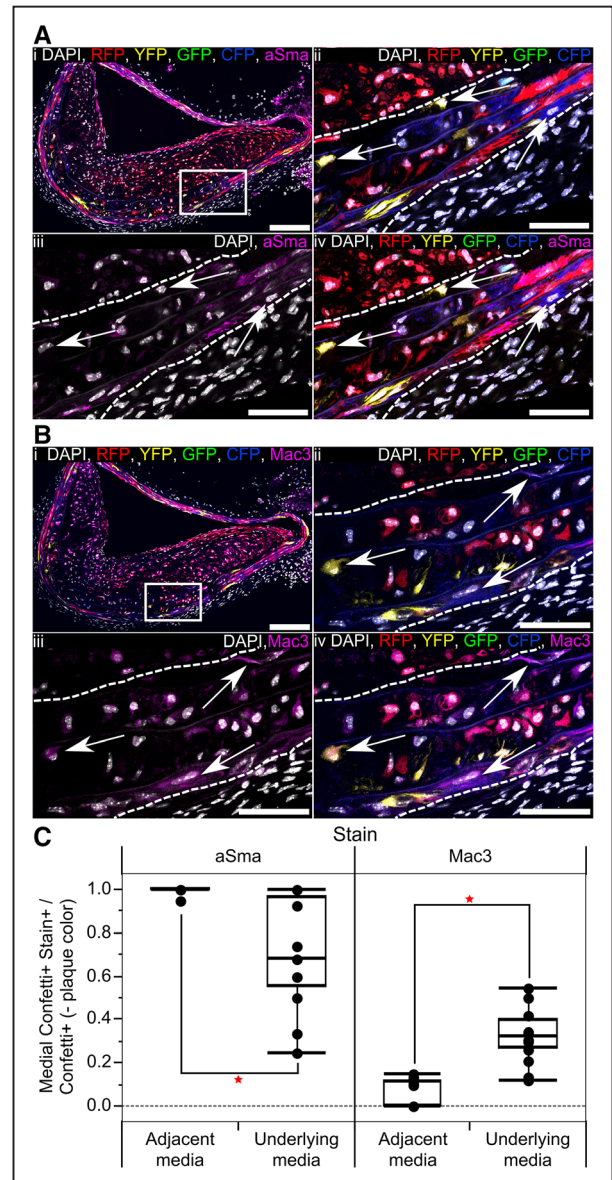 A
i DAPI, RFP, YFP, GFP, CFP, aSma
ii DAPI, RFP, YFP, GFP, CFP
iii DAPI, aSma
iv DAPI, RFP, YFP, GFP, CFP, aSma
B
i DAPI, RFP, YFP, GFP, CFP, Mac3
ii DAPI, RFP, YFP, GFP, CFP
iii DAPI, Mac3
iv DAPI, RFP, YFP, GFP, CFP, Mac3
C
Stain
aSma Mac3
Medial Confetti+ Stain+ /
Confetti+ (- plaque color)
1.0
0.8
0.6
0.4
0.2
0.0
Adjacent media
Underlying media
Adjacent media
Underlying media